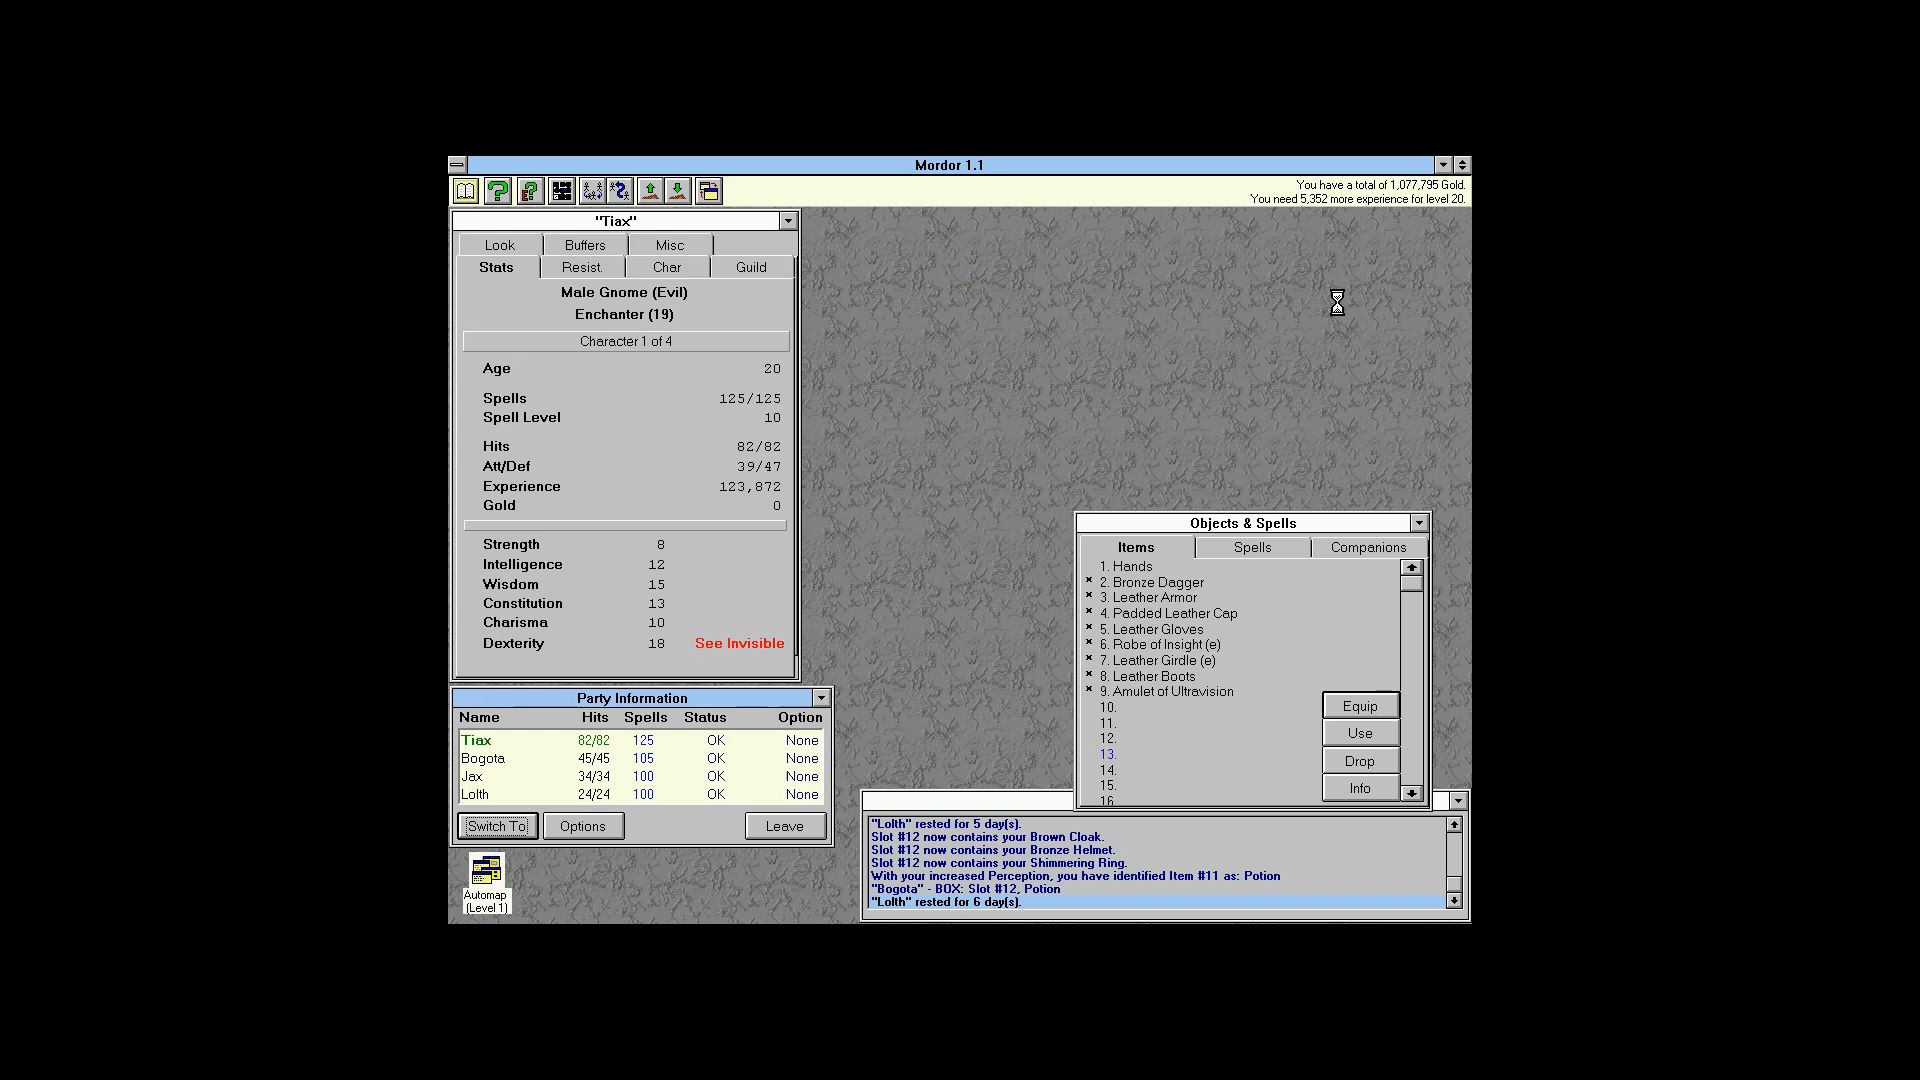 Mordor 1.1
You have a total of 1,077,795 Gold.
You need 5,352 more experience for level 20.
"Tiax"
Look Buffers Misc
Stats Resist. Char Guild
Male Gnome (Evil)
Enchanter (19)
Character 1 of 4
Age 20
Spells 125/125
Spell Level 10
Hits 82/82
Att/Def 39/47
Experience 123,872
Gold 0
Strength 8
Intelligence 12
Wisdom 15
Constitution 13
Charisma 10
Dexterity 18 See Invisible
Party Information
Name Hits Spells Status Option
Tiax 82/82 125 OK None
Bogota 45/45 105 OK None
Jax 34/34 100 OK None
Lolth 24/24 100 OK None
Switch To Options Leave
Automap
(Level 1)
Objects & Spells
Items Spells Companions
1. Hands
× 2. Bronze Dagger
× 3. Leather Armor
× 4. Padded Leather Cap
× 5. Leather Gloves
× 6. Robe of Insight (e)
× 7. Leather Girdle (e)
× 8. Leather Boots
× 9. Amulet of Ultravision
10.
11.
12.
13.
14.
15.
16
Equip
Use
Drop
Info
"Lolth" rested for 5 day(s).
Slot #12 now contains your Brown Cloak.
Slot #12 now contains your Bronze Helmet.
Slot #12 now contains your Shimmering Ring.
With your increased Perception, you have identified Item #11 as: Potion
"Bogota" - BOX: Slot #12, Potion
"Lolth" rested for 6 day(s).